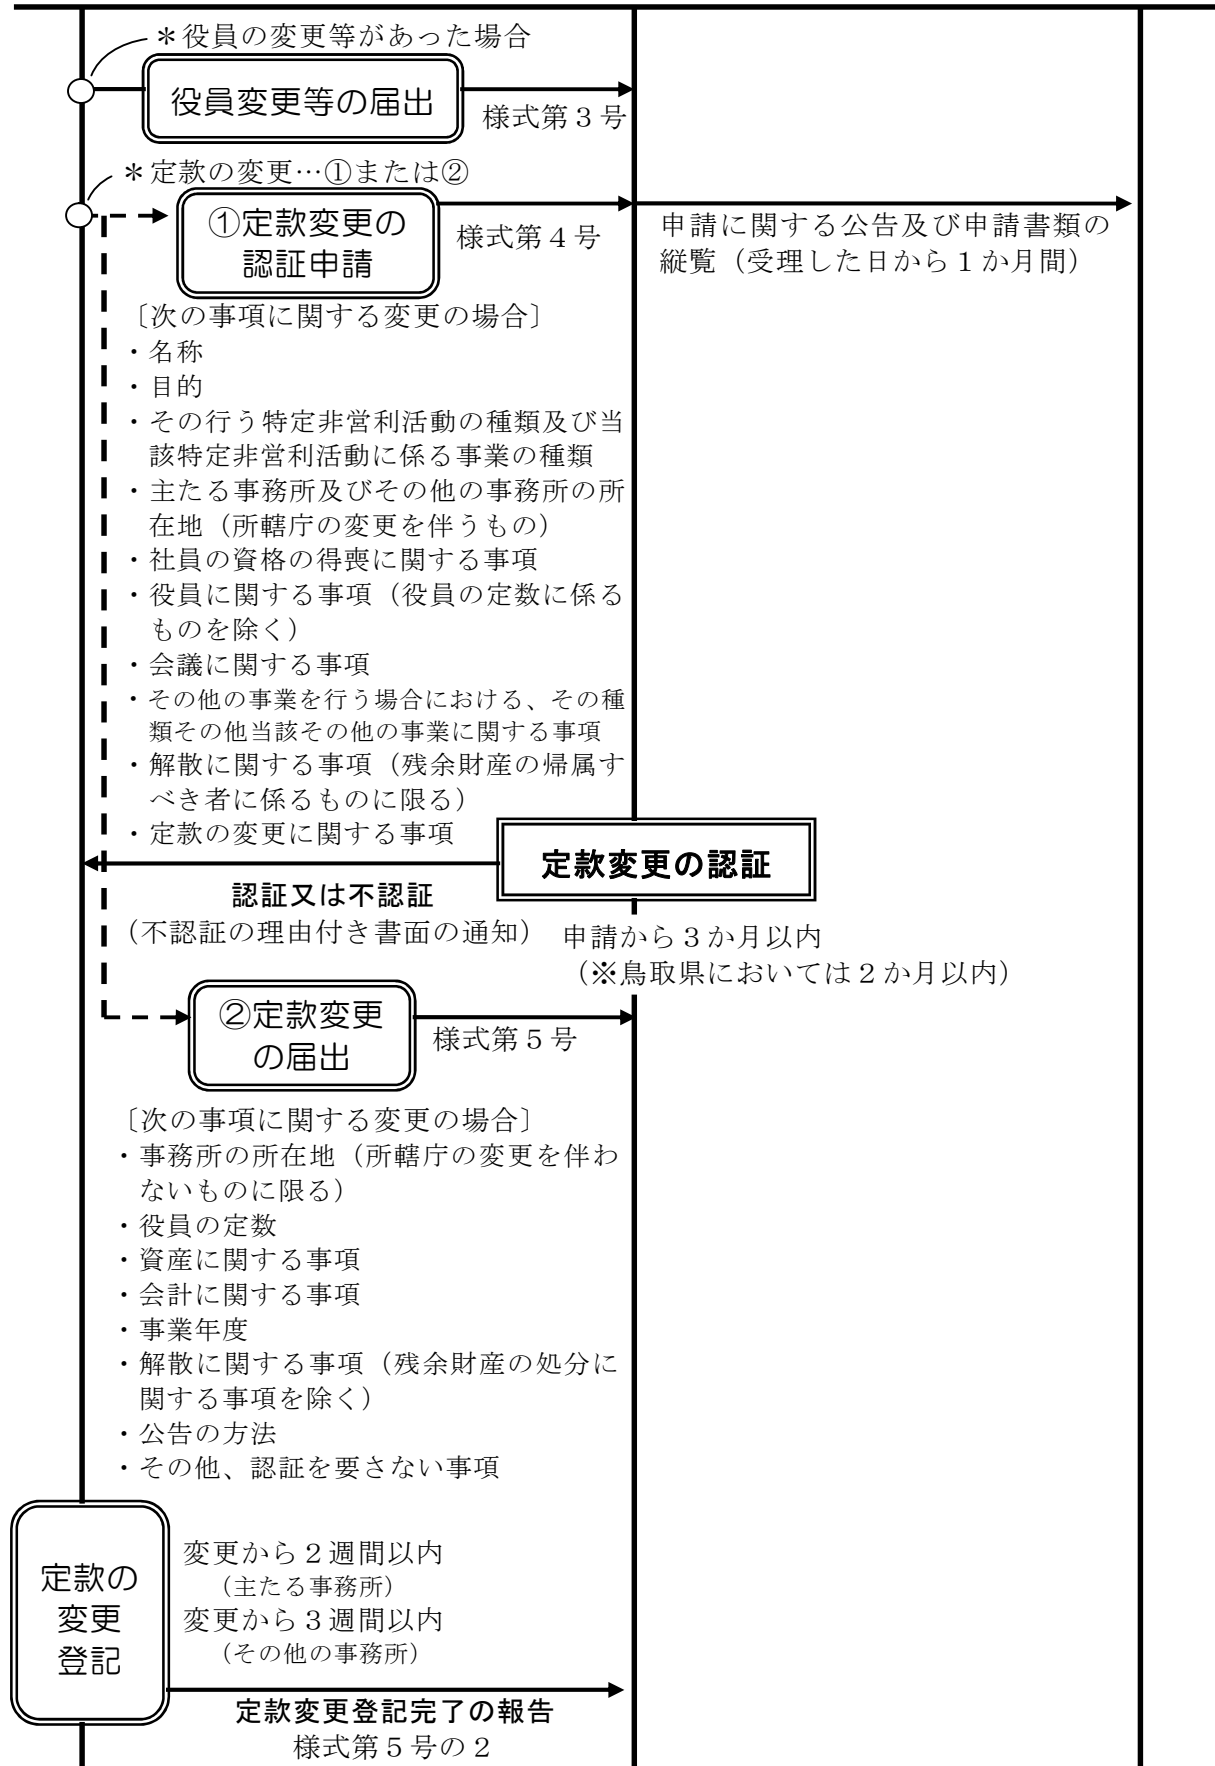 ＊役員の変更等があった場合
役員変更等の届出
様式第３号
＊定款の変更…①または②
①定款変更の
認証申請
様式第４号
申請に関する公告及び申請書類の
縦覧（受理した日から１か月間）
〔次の事項に関する変更の場合〕
・名称
・目的
・その行う特定非営利活動の種類及び当
該特定非営利活動に係る事業の種類
・主たる事務所及びその他の事務所の所
在地（所轄庁の変更を伴うもの）
・社員の資格の得喪に関する事項
・役員に関する事項（役員の定数に係る
ものを除く）
・会議に関する事項
・その他の事業を行う場合における、その種
類その他当該その他の事業に関する事項
・解散に関する事項（残余財産の帰属す
べき者に係るものに限る）
・定款の変更に関する事項
定款変更の認証
認証又は不認証
（不認証の理由付き書面の通知）
申請から３か月以内
（※鳥取県においては２か月以内）
②定款変更
の届出
様式第５号
〔次の事項に関する変更の場合〕
・事務所の所在地（所轄庁の変更を伴わ
ないものに限る）
・役員の定数
・資産に関する事項
・会計に関する事項
・事業年度
・解散に関する事項（残余財産の処分に
関する事項を除く）
・公告の方法
・その他、認証を要さない事項
定款の
変更
登記
変更から２週間以内
（主たる事務所）
変更から３週間以内
（その他の事務所）
定款変更登記完了の報告
様式第５号の２